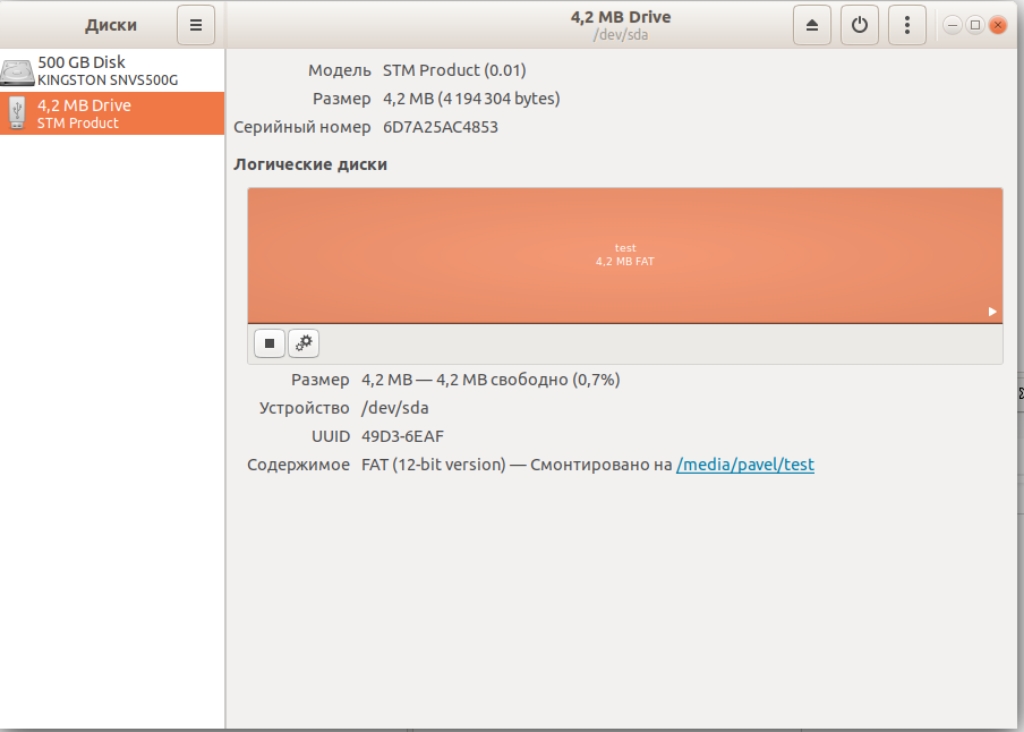 Диски
4,2 MB Drive
/dev/sda
500 GB Disk
KINGSTON SNVS500G
4,2 MB Drive
STM Product
Модель STM Product (0.01)
Размер 4,2 MB (4 194 304 bytes)
Серийный номер 6D7A25AC4853
Логические диски
test
4,2 MB FAT
Размер 4,2 MB — 4,2 MB свободно (0,7%)
Устройство /dev/sda
UUID 49D3-6EAF
Содержимое FAT (12-bit version) — Смонтировано на /media/pavel/test